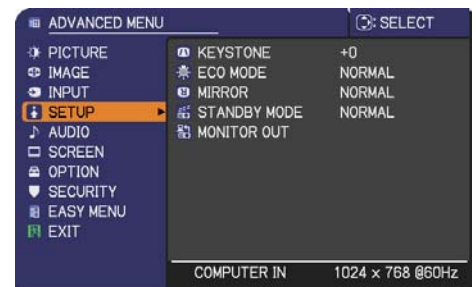 ADVANCED MENU : SELECT
PICTURE KEYSTONE +0
IMAGE ECO MODE NORMAL
INPUT MIRROR NORMAL
SETUP STANDBY MODE NORMAL
AUDIO MONITOR OUT
SCREEN
OPTION
SECURITY
EASY MENU
EXIT
COMPUTER IN 1024 x 768 @60Hz